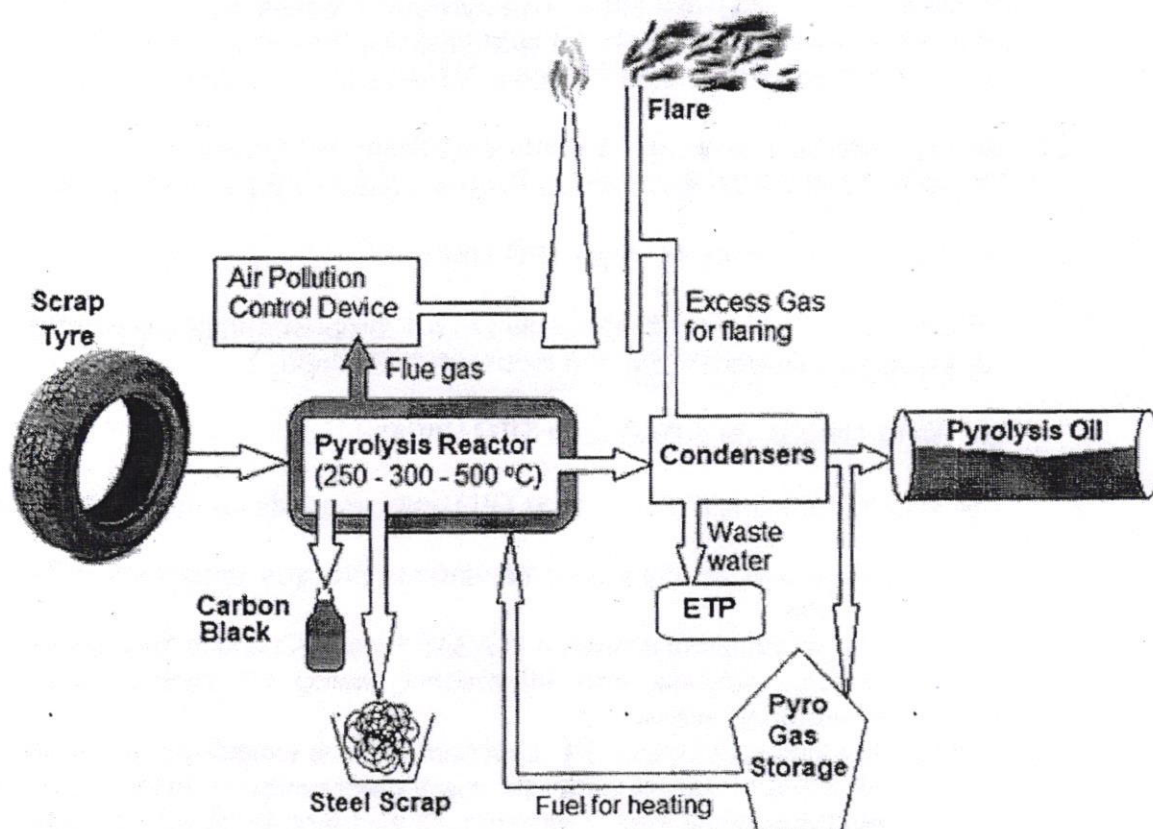 Flare
Air Pollution
Control Device
Scrap
Tyre
Excess Gas
for flaring
Flue gas
Pyrolysis Reactor
(250 - 300 - 500 ºC)
Condensers
Pyrolysis Oil
Waste
water
ETP
Carbon
Black
Pyro
Gas
Storage
Steel Scrap
Fuel for heating